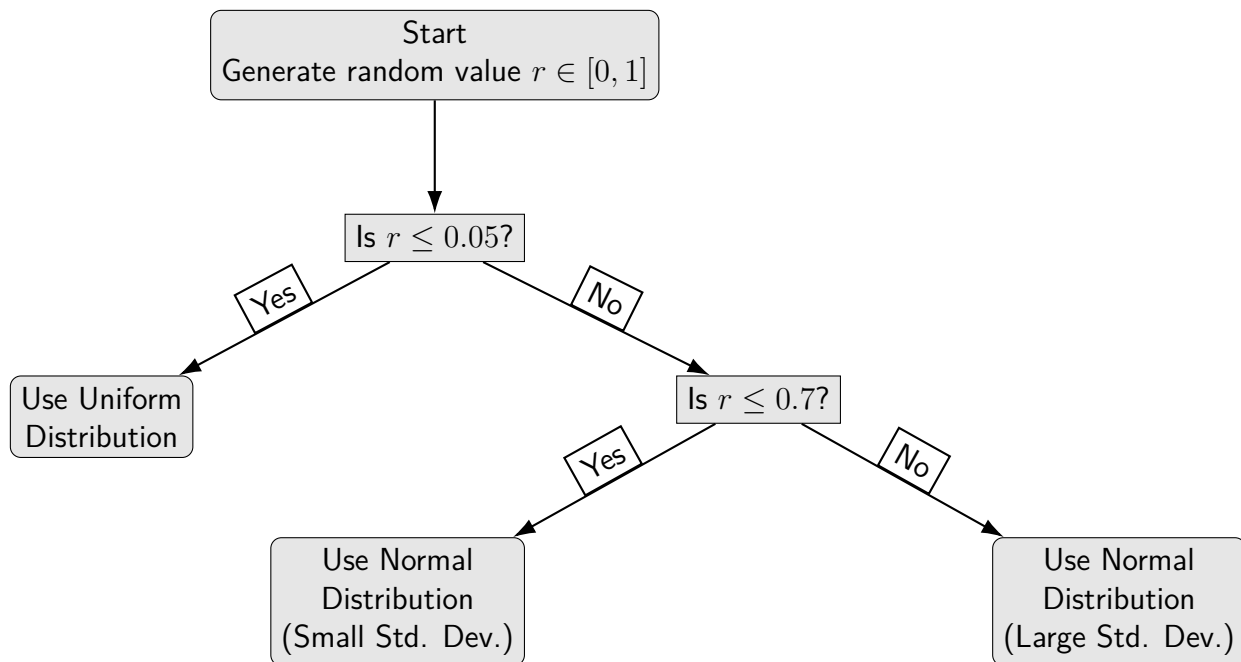 Start
Generate random value r ∈ [0, 1]
Is r ≤ 0.05?
Yes
No
Use Uniform
Distribution
Is r ≤ 0.7?
Yes
No
Use Normal
Distribution
(Small Std. Dev.)
Use Normal
Distribution
(Large Std. Dev.)